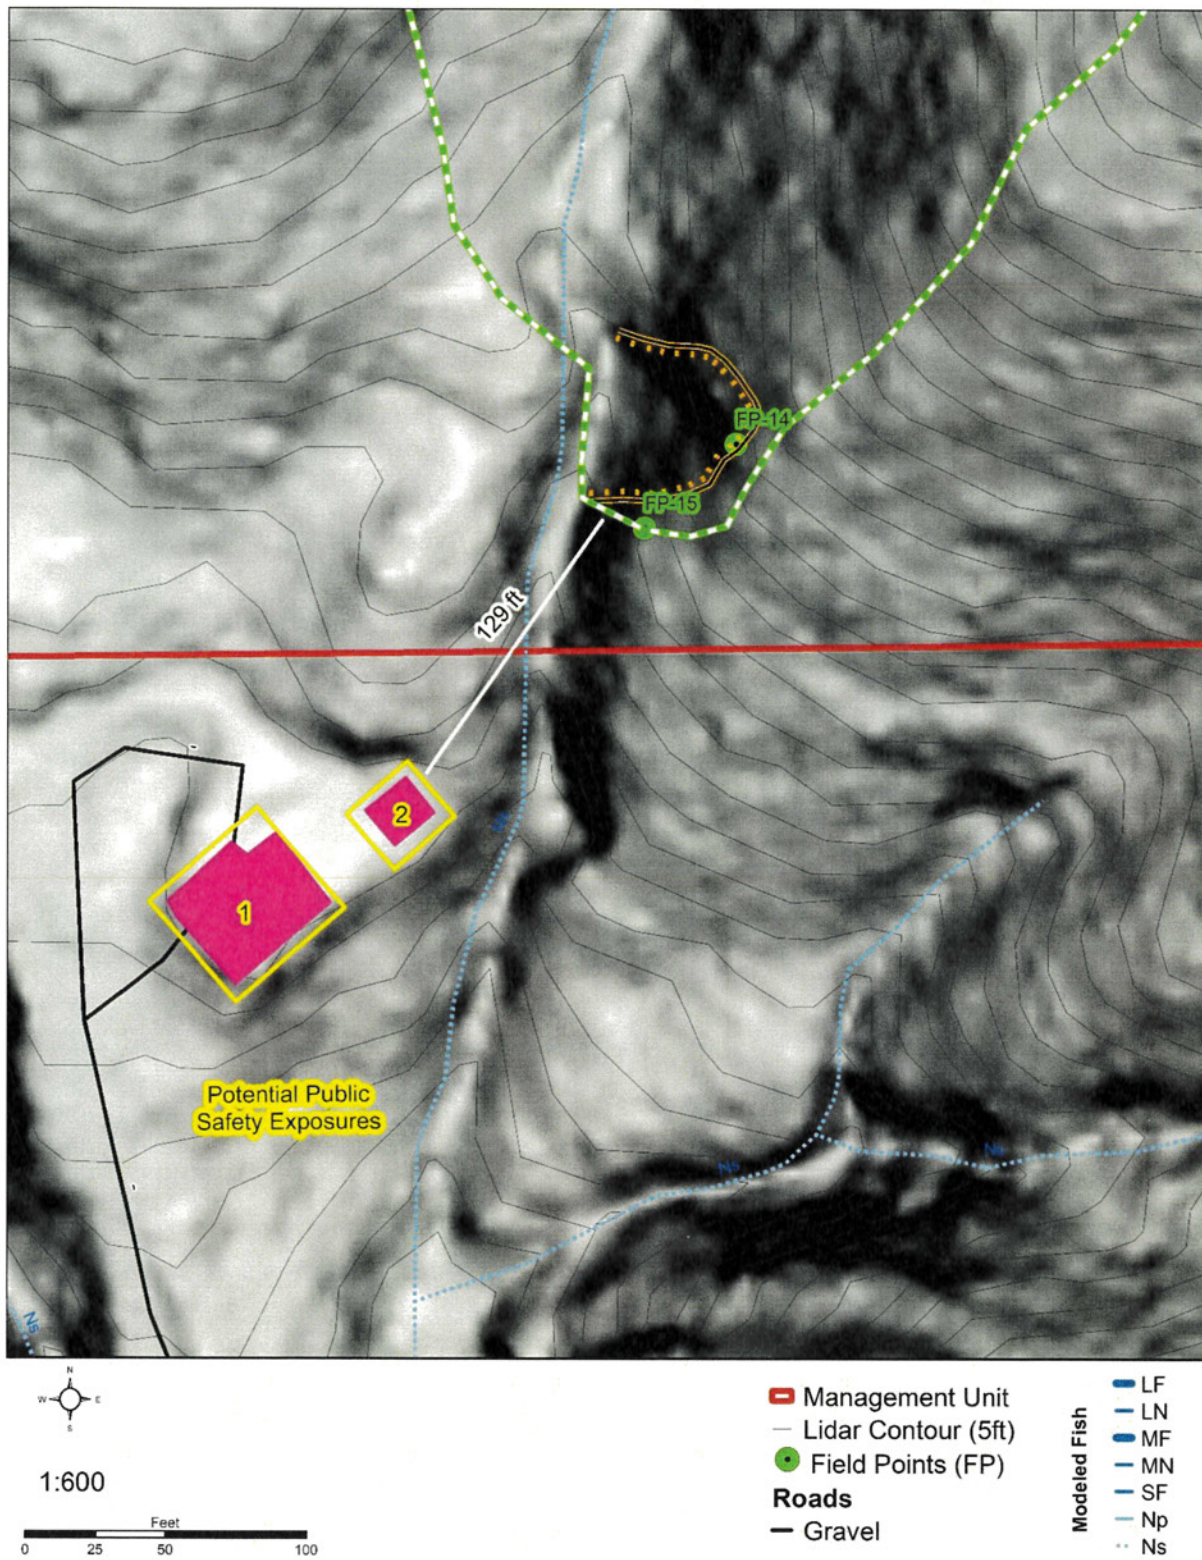 FP-14
FP-15
129 ft
2
1
Ns
Potential Public
Safety Exposures
Ns
Ns
Ns
N
W E
S
1:600
Feet
0 25 50 100
Management Unit
Lidar Contour (5ft)
Field Points (FP)
Roads
Gravel
Modeled Fish
LF
LN
MF
MN
SF
Np
Ns